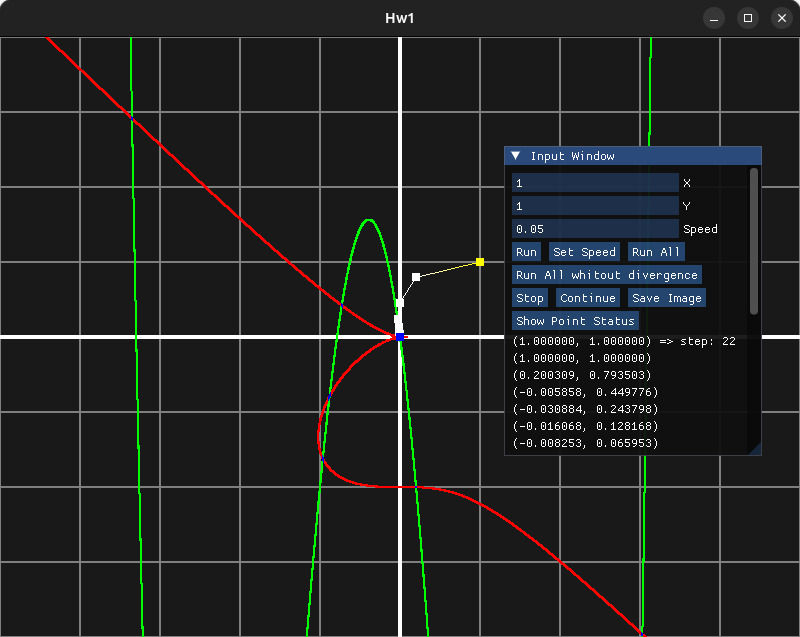 Hw1
Input Window
1 X
1 Y
0.05 Speed
Run Set Speed Run All
Run All whitout divergence
Stop Continue Save Image
Show Point Status
(1.000000, 1.000000) => step: 22
(1.000000, 1.000000)
(0.200309, 0.793503)
(-0.005858, 0.449776)
(-0.030884, 0.243798)
(-0.016068, 0.128168)
(-0.008253, 0.065953)